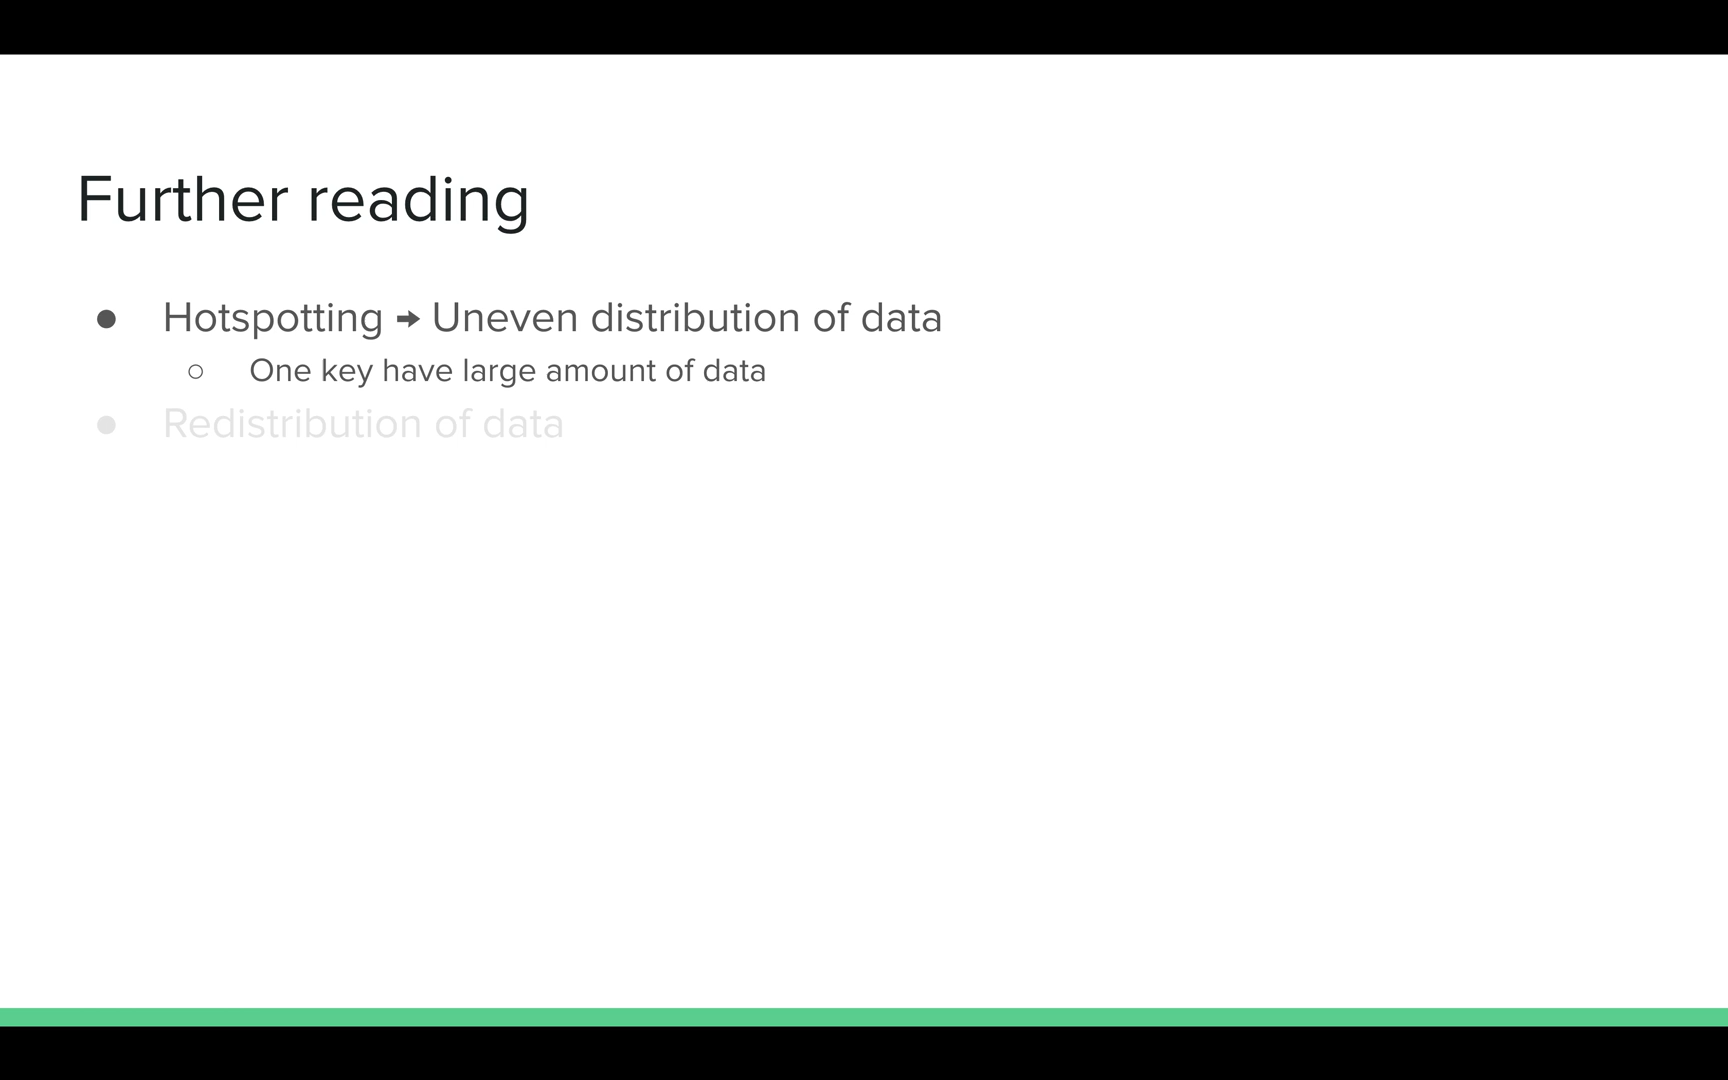 Further reading
● Hotspotting → Uneven distribution of data
○ One key have large amount of data
● Redistribution of data